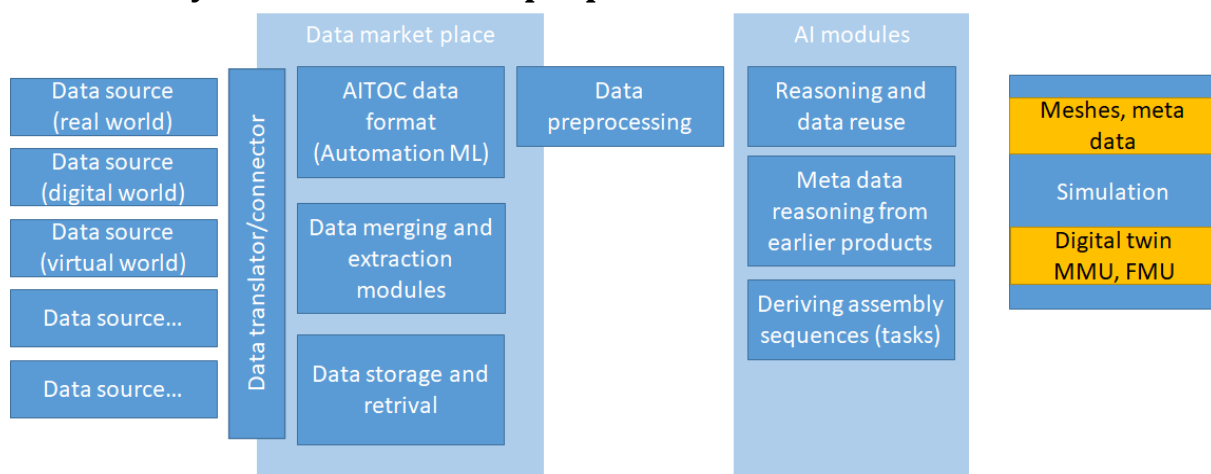 Data market place
AI modules
Data source
(real world)
Data source
(digital world)
Data source
(virtual world)
Data source...
Data source...
Data translator/connector
AITOC data
format
(Automation ML)
Data merging and
extraction
modules
Data storage and
retrival
Data
preprocessing
Reasoning and
data reuse
Meta data
reasoning from
earlier products
Deriving assembly
sequences (tasks)
Meshes, meta
data
Simulation
Digital twin
MMU, FMU